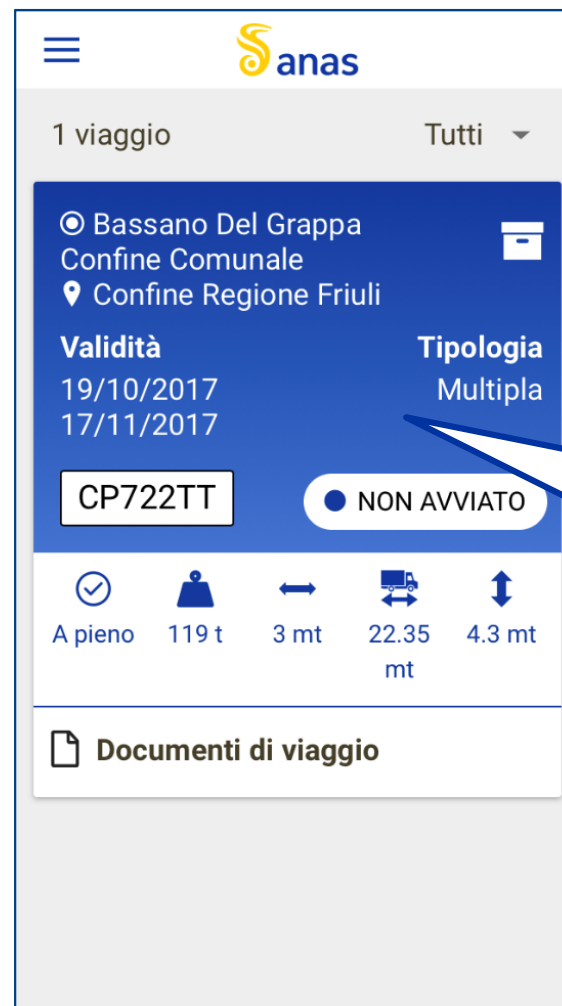 anas
1 viaggio Tutti
Bassano Del Grappa
Confine Comunale
Confine Regione Friuli
Validità Tipologia
19/10/2017 Multipla
17/11/2017
CP722TT NON AVVIATO
A pieno 119 t 3 mt 22.35 4.3 mt
mt
Documenti di viaggio